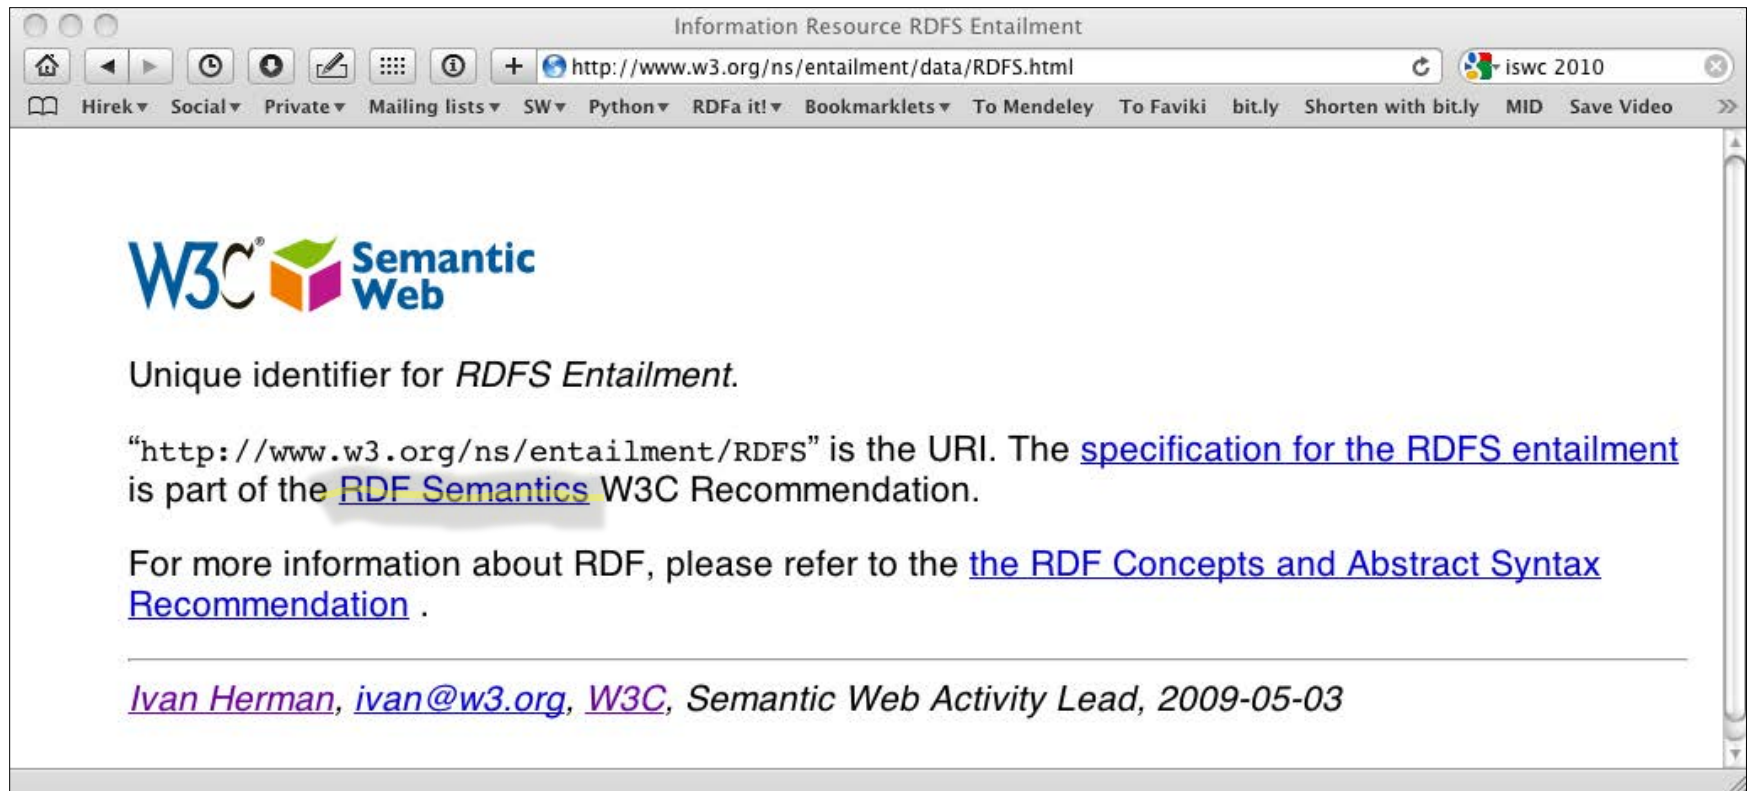 Information Resource RDFS Entailment
http://www.w3.org/ns/entailment/data/RDFS.html iswc 2010
Hirek Social Private Mailing lists SW Python RDFa it! Bookmarklets To Mendeley To Faviki bit.ly Shorten with bit.ly MID Save Video
W3C® Semantic
Web
Unique identifier for RDFS Entailment.
“http://www.w3.org/ns/entailment/RDFS” is the URI. The specification for the RDFS entailment
is part of the RDF Semantics W3C Recommendation.
For more information about RDF, please refer to the the RDF Concepts and Abstract Syntax
Recommendation .
Ivan Herman, ivan@w3.org, W3C, Semantic Web Activity Lead, 2009-05-03